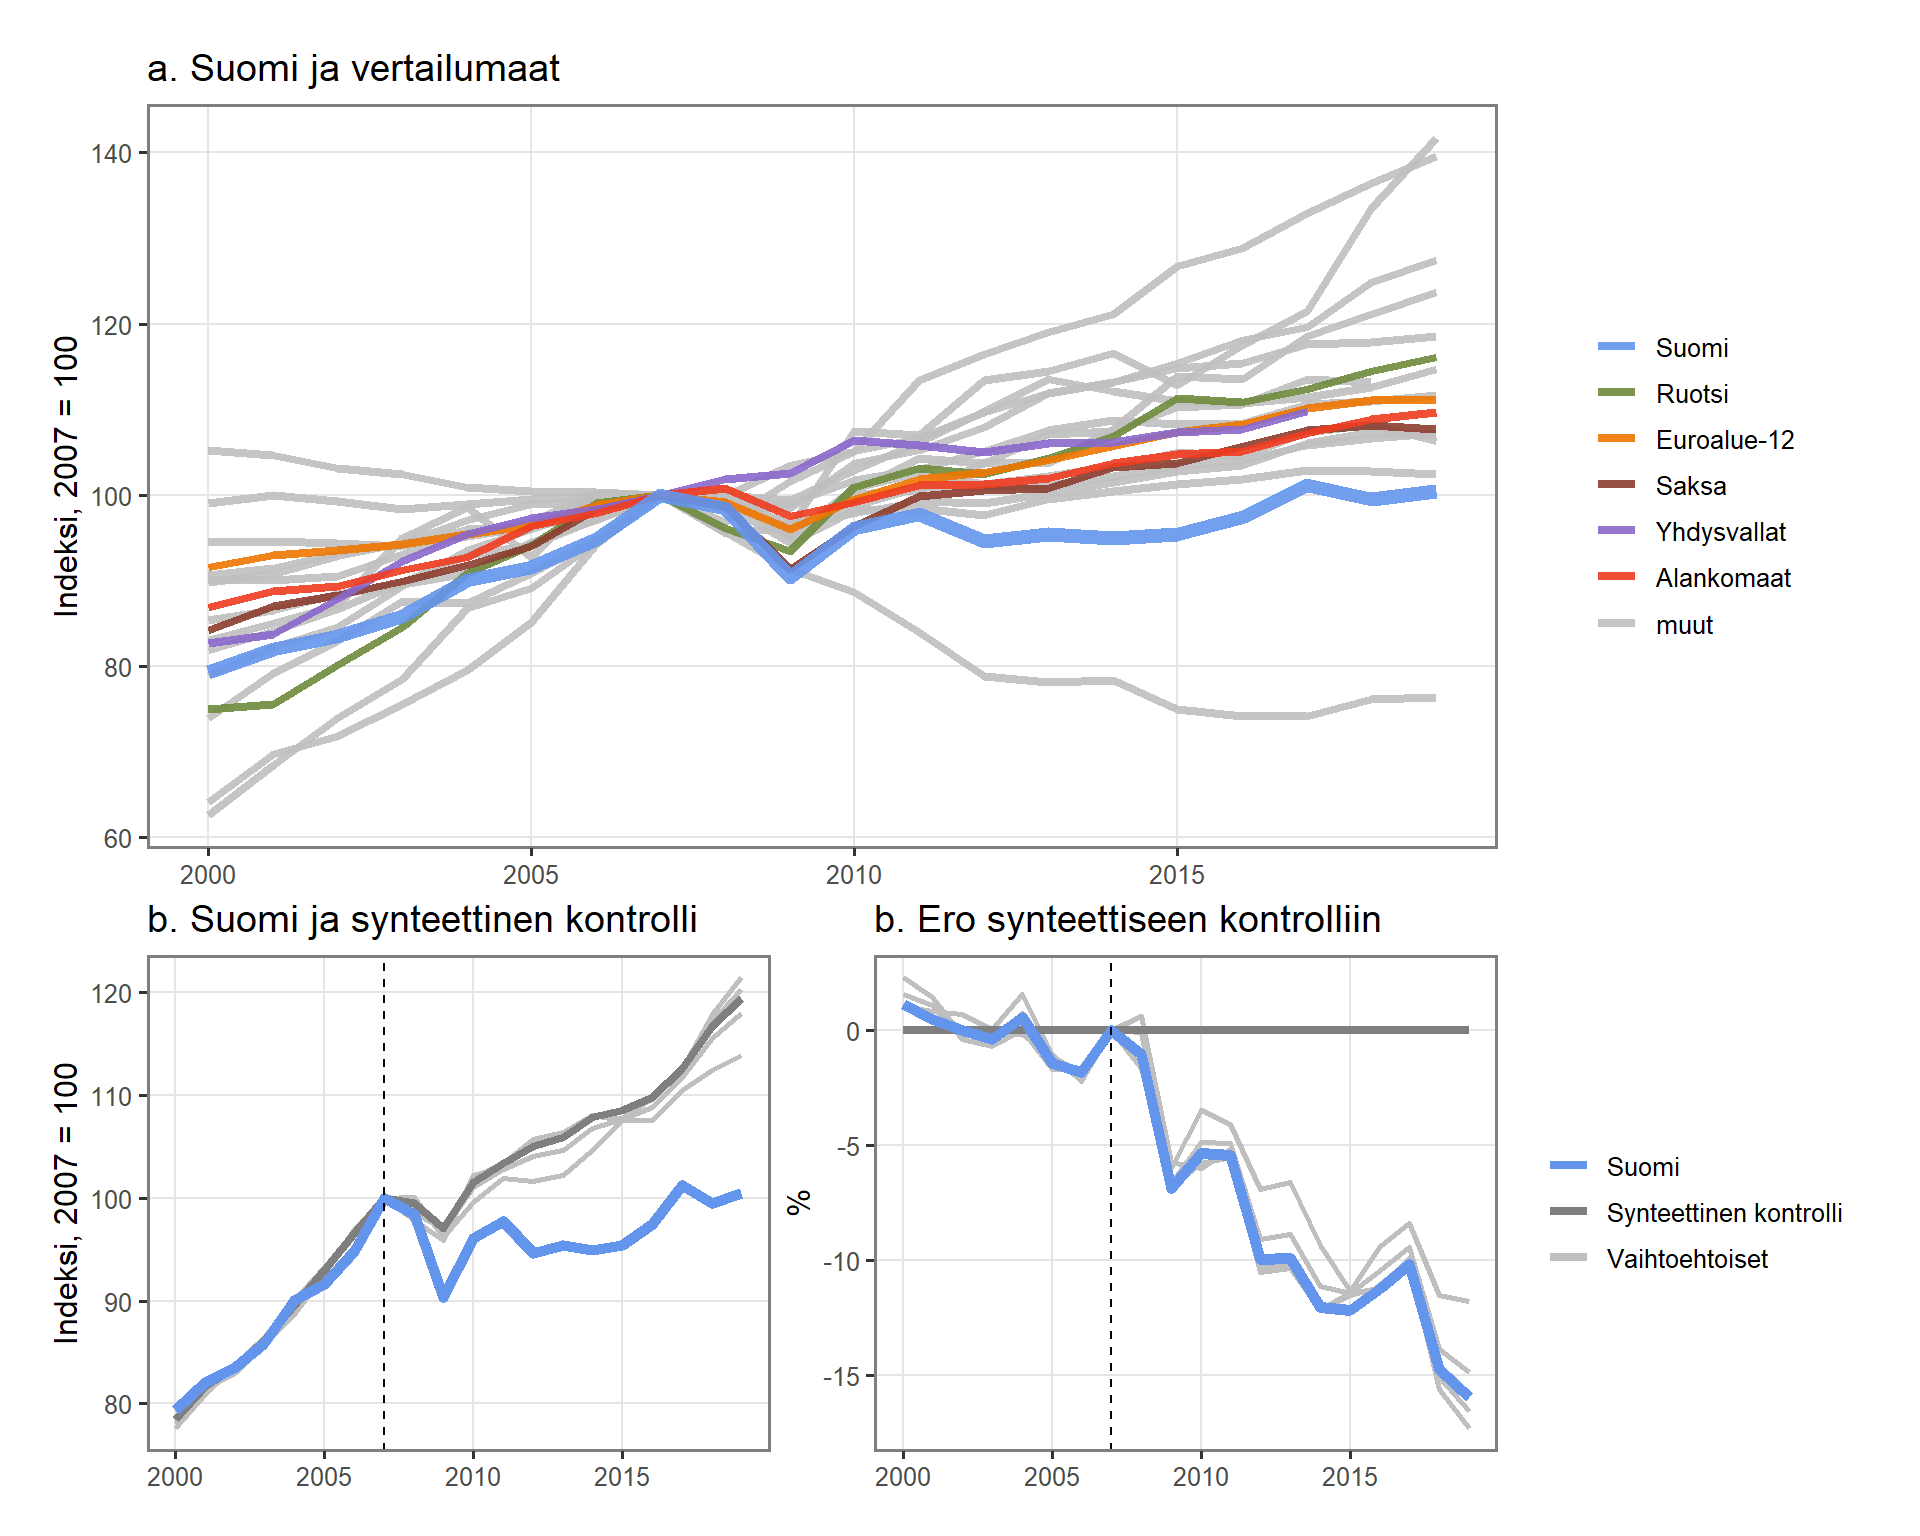 a. Suomi ja vertailumaat
Indeksi, 2007 = 100
140
120
100
80
60
2000
2005
2010
2015
Suomi
Ruotsi
Euroalue-12
Saksa
Yhdysvallat
Alankomaat
muut
b. Suomi ja synteettinen kontrolli
Indeksi, 2007 = 100
120
110
100
90
80
2000
2005
2010
2015
b. Ero synteettiseen kontrolliin
%
0
-5
-10
-15
2000
2005
2010
2015
Suomi
Synteettinen kontrolli
Vaihtoehtoiset